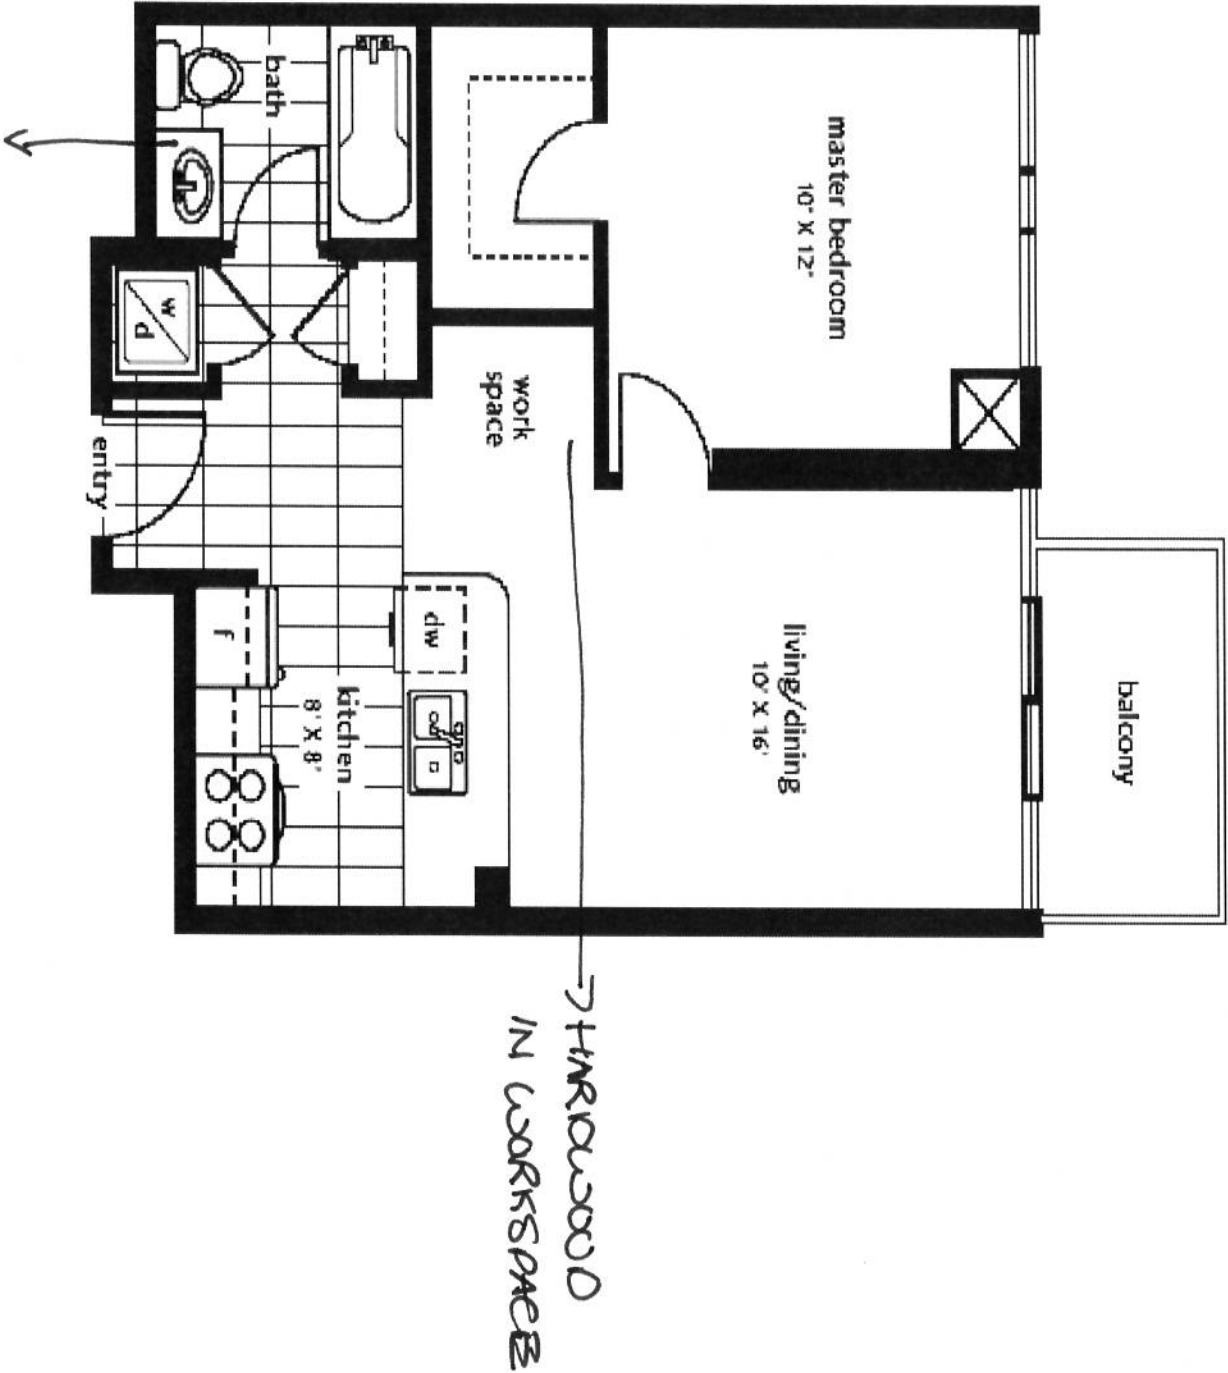 balcony
master bedroom
10" X 12"
living/dining
10' X 16'
work
space
bath
w
d
entry
dw
f
kitchen
8' X 8'
HARDWOOD
IN WORKSPACE